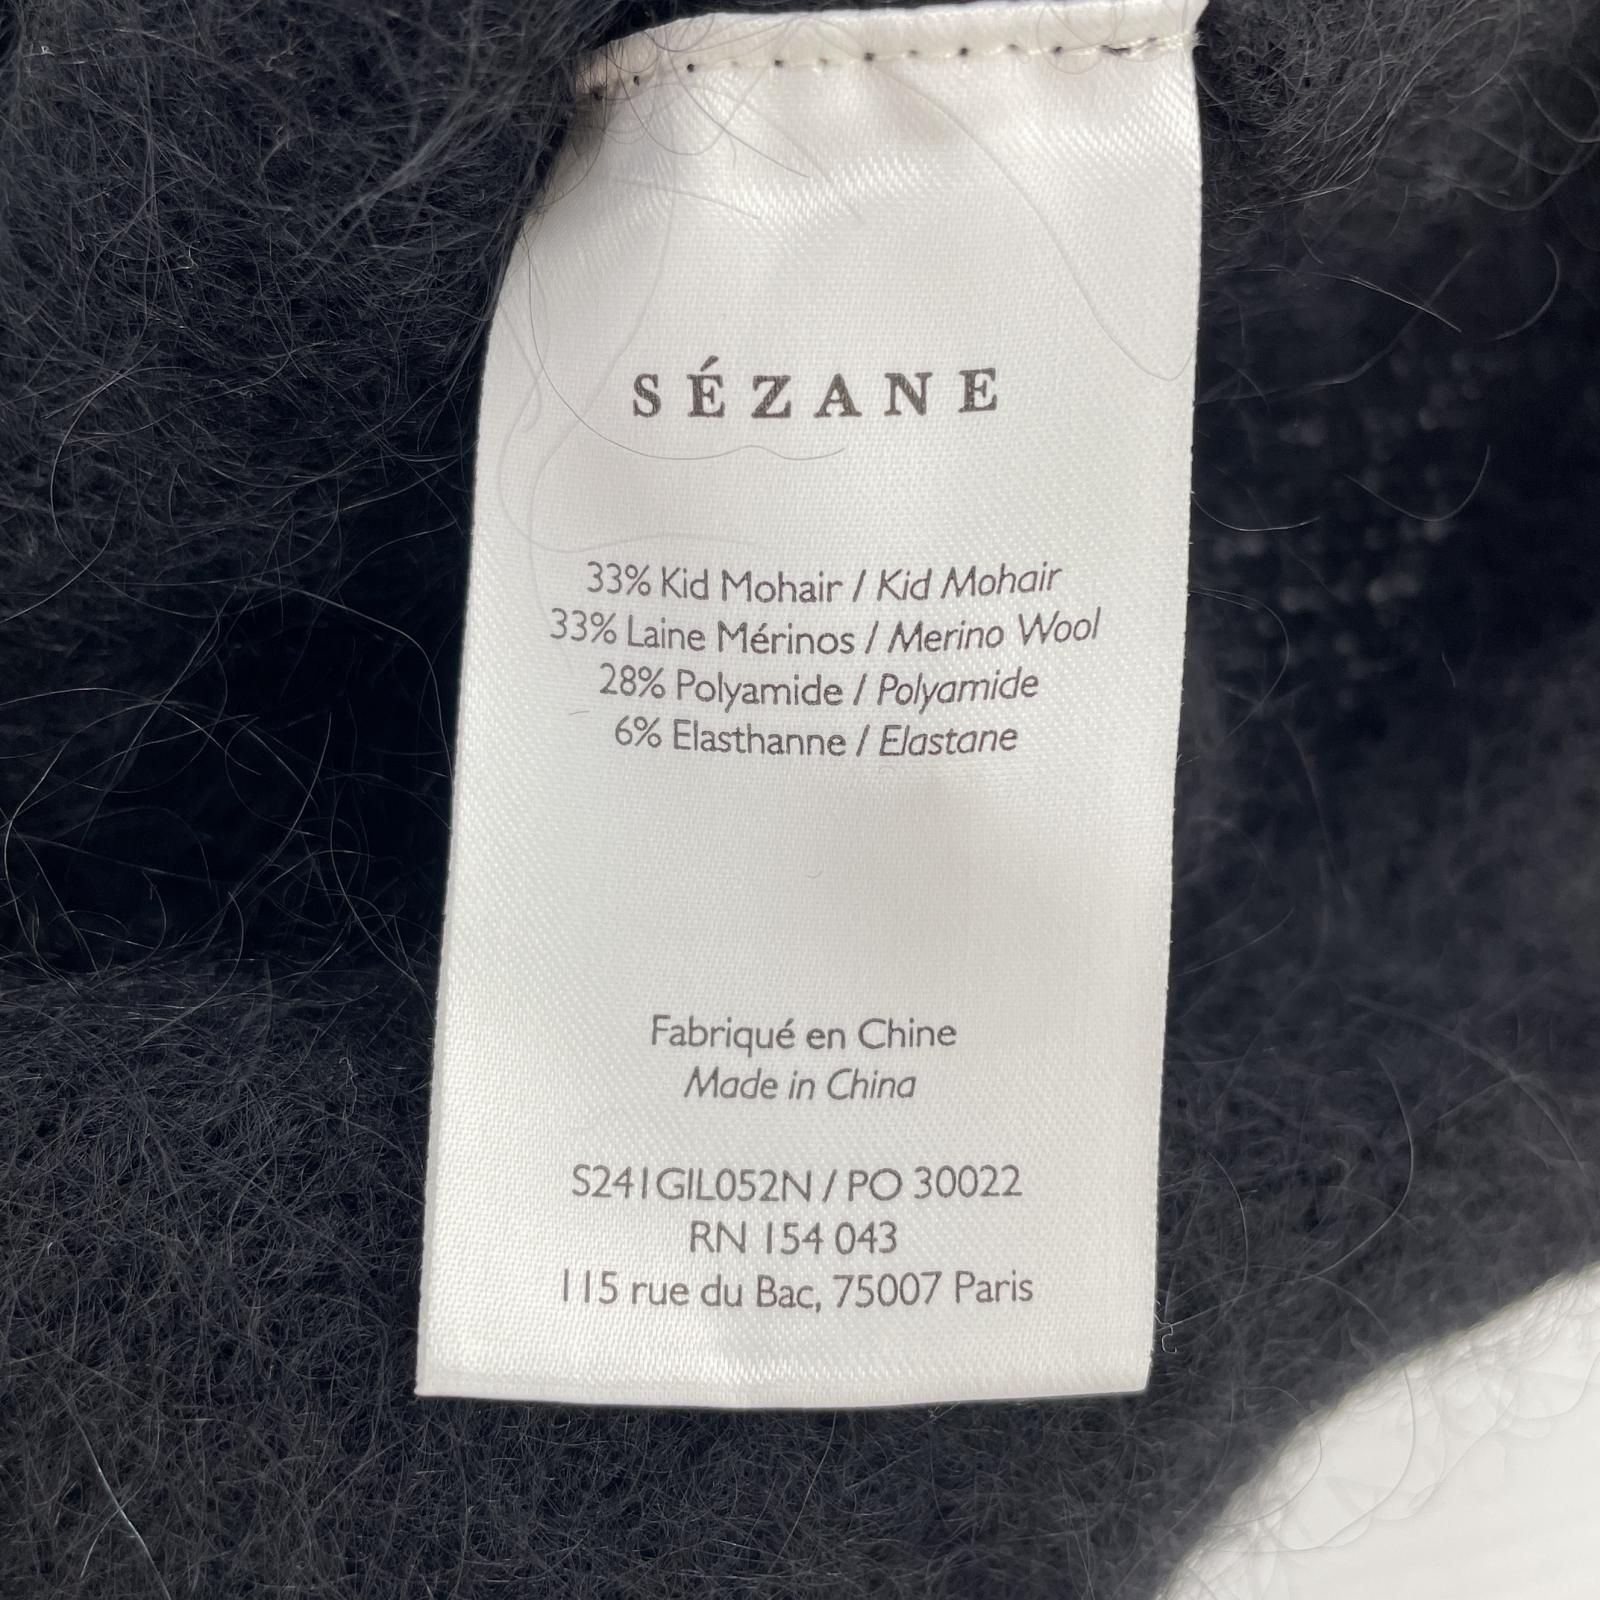 SÉZANE
33% Kid Mohair / Kid Mohair
33% Laine Mérinos / Merino Wool
28% Polyamide / Polyamide
6% Elasthanne / Elastane
Fabriqué en Chine
Made in China
S241GIL052N / PO 30022
RN 154 043
115 rue du Bac, 75007 Paris